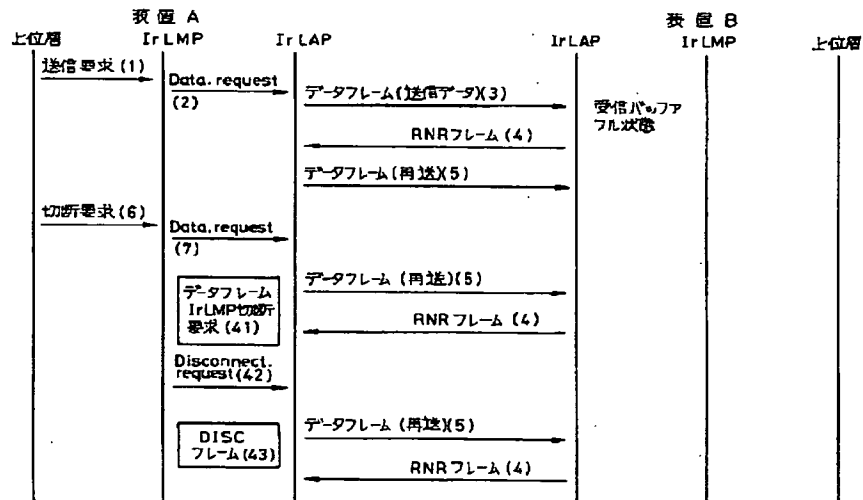 装置A
装置B
上位層
IrLMP
IrLAP
IrLAP
IrLMP
上位層
送信要求(1)
Data.request
(2)
データフレーム(送信データ)(3)
受信バッファ
フル状態
RNRフレーム(4)
データフレーム(再送)(5)
切断要求(6)
Data.request
(7)
データフレーム(再送)(5)
データフレーム
IrLMP切断
要求(41)
RNRフレーム(4)
Disconnect.
request(42)
データフレーム(再送)(5)
DISC
フレーム(43)
RNRフレーム(4)